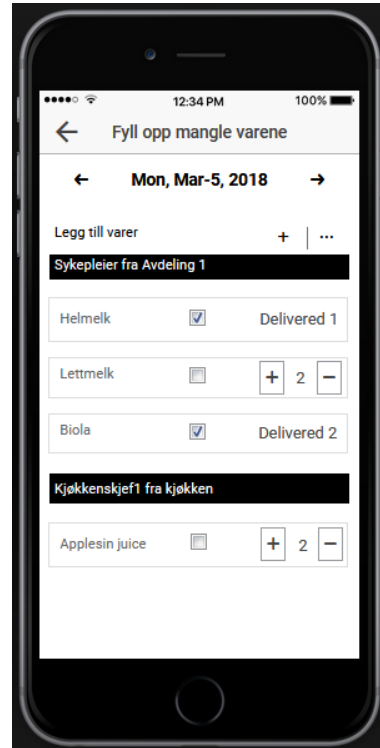 12:34 PM 100%
Fyll opp mangle varene
Mon, Mar-5, 2018
Legg till varer + | ...
Sykepleier fra Avdeling 1
Helmelk Delivered 1
Lettmelk + 2 −
Biola Delivered 2
Kjøkkenskjef1 fra kjøkken
Applesin juice + 2 −